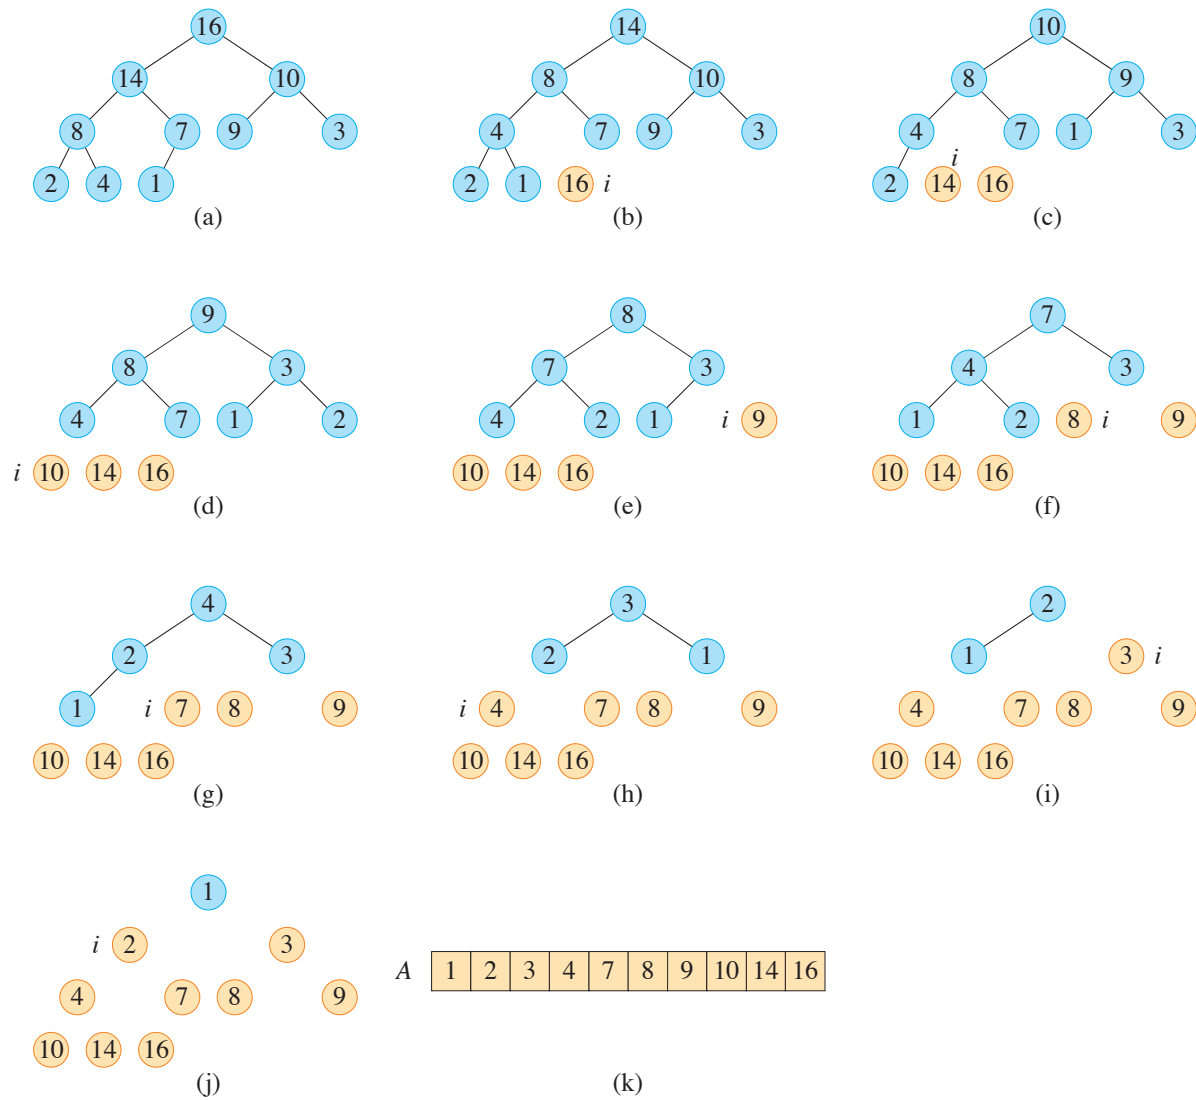 16 14 10
14 10 8 10 8 9
8 7 9 3 4 7 9 3 4 7 1 3
i
2 4 1 2 1 16 i 2 14 16
(a) (b) (c)
9 8 7
8 3 7 3 4 3
4 7 1 2 4 2 1 i 9 1 2 8 i 9
i 10 14 16 10 14 16 10 14 16
(d) (e) (f)
4 3 2
2 3 2 1 1 3 i
1 i 7 8 9 i 4 7 8 9 4 7 8 9
10 14 16 10 14 16 10 14 16
(g) (h) (i)
1
i 2 3
A 1 2 3 4 7 8 9 10 14 16
4 7 8 9
10 14 16
(j) (k)